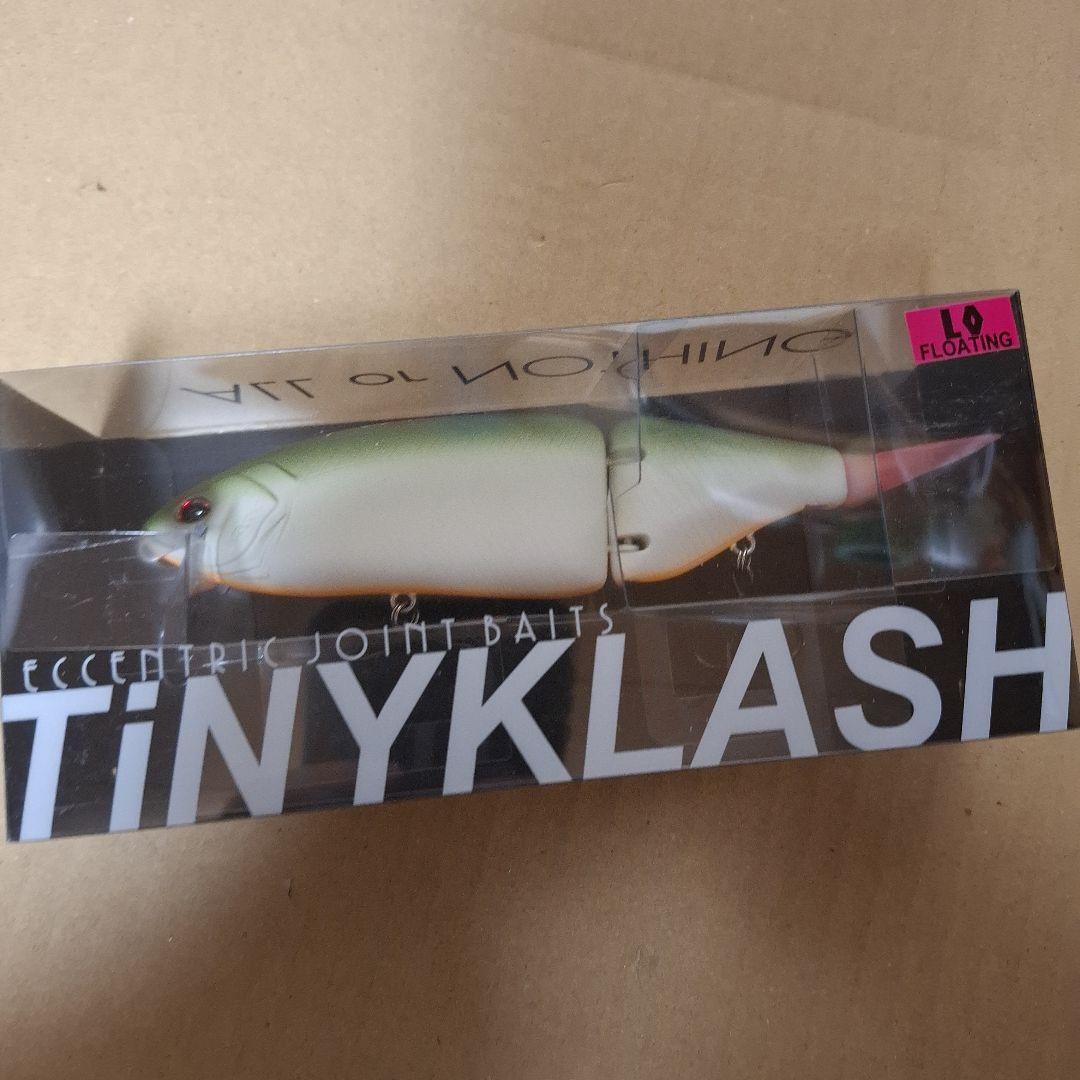 LO
FLOATING
ALL or NOTHING
ECCENTRIC JOINT BAITS
TiNYKLASH